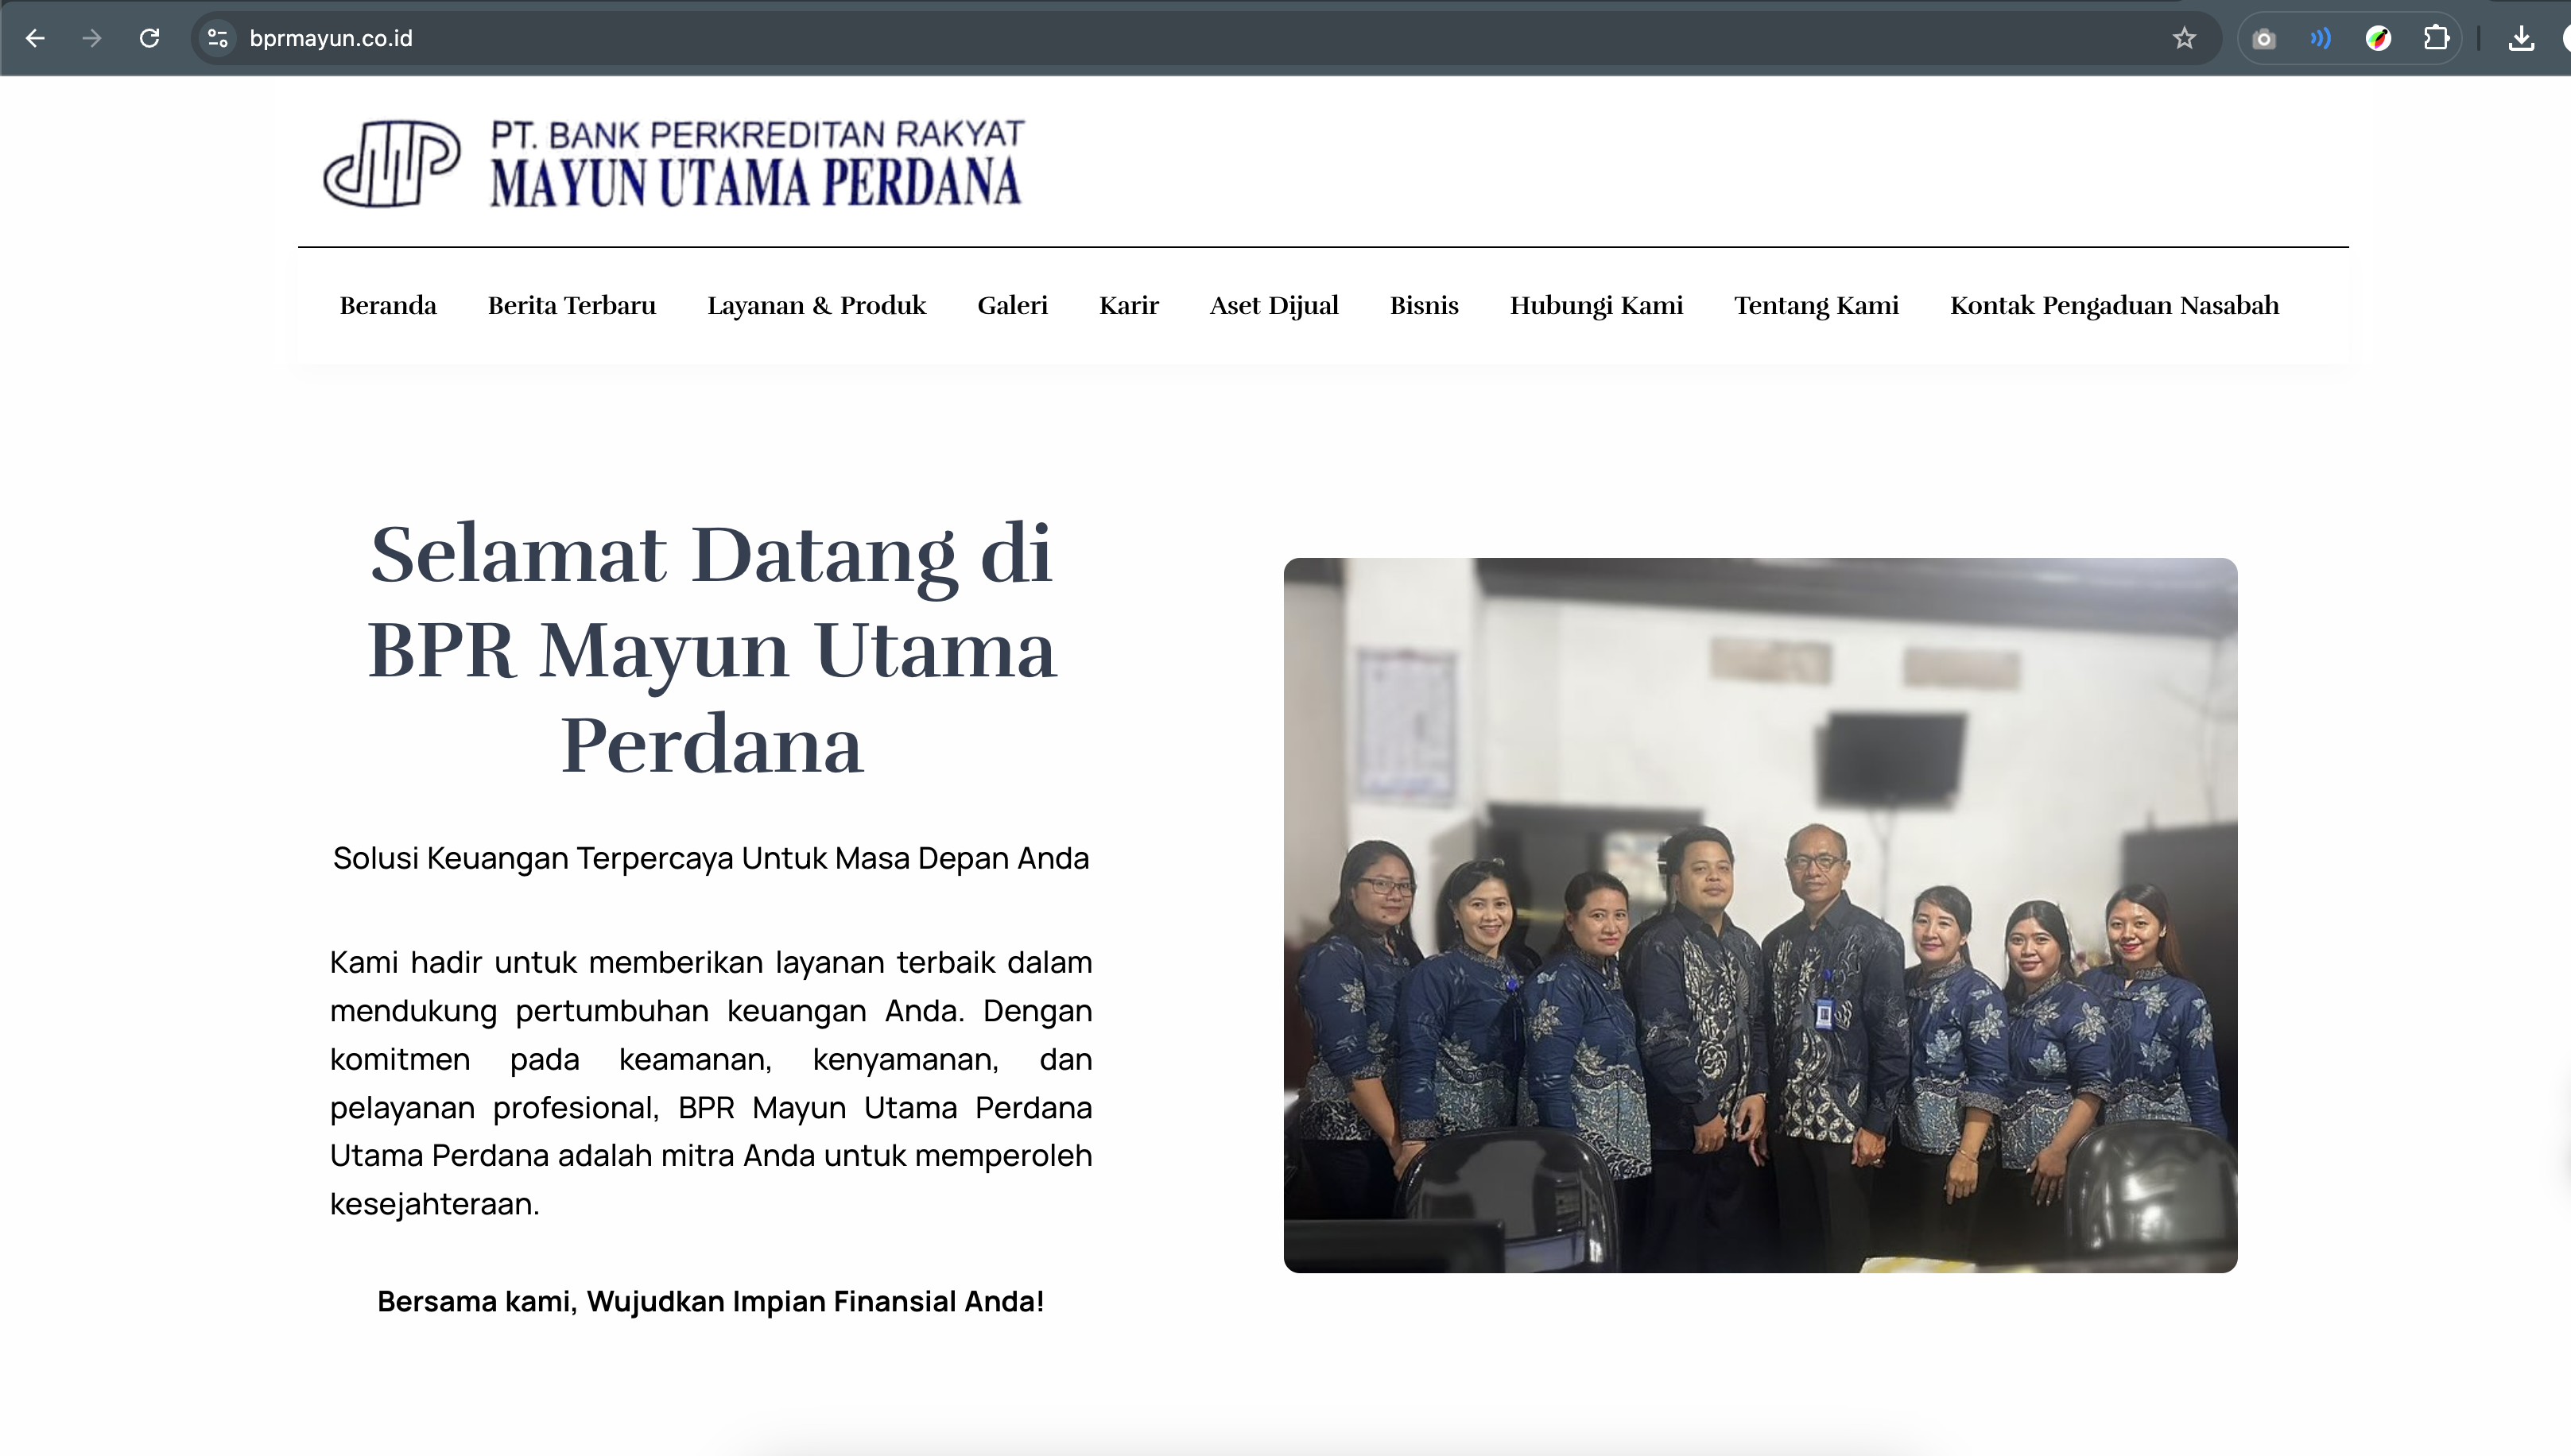 bprmayun.co.id
PT. BANK PERKREDITAN RAKYAT
MAYUN UTAMA PERDANA
Beranda Berita Terbaru Layanan & Produk Galeri Karir Aset Dijual Bisnis Hubungi Kami Tentang Kami Kontak Pengaduan Nasabah
Selamat Datang di
BPR Mayun Utama
Perdana
Solusi Keuangan Terpercaya Untuk Masa Depan Anda
Kami hadir untuk memberikan layanan terbaik dalam
mendukung pertumbuhan keuangan Anda. Dengan
komitmen pada keamanan, kenyamanan, dan
pelayanan profesional, BPR Mayun Utama Perdana
Utama Perdana adalah mitra Anda untuk memperoleh
kesejahteraan.
Bersama kami, Wujudkan Impian Finansial Anda!